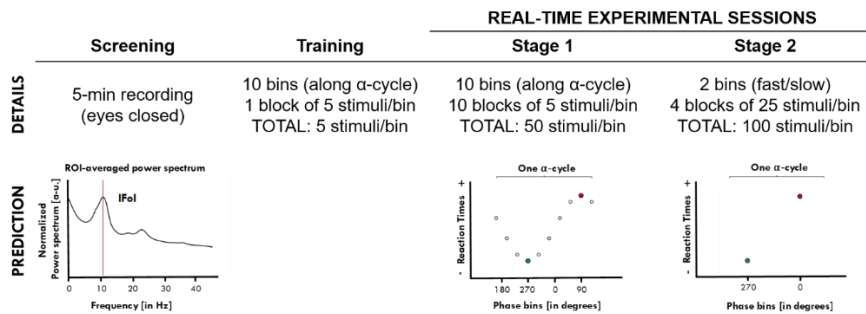 REAL-TIME EXPERIMENTAL SESSIONS
Screening
Training
Stage 1
Stage 2
DETAILS
5-min recording
(eyes closed)
10 bins (along α-cycle)
1 block of 5 stimuli/bin
TOTAL: 5 stimuli/bin
10 bins (along α-cycle)
10 blocks of 5 stimuli/bin
TOTAL: 50 stimuli/bin
2 bins (fast/slow)
4 blocks of 25 stimuli/bin
TOTAL: 100 stimuli/bin
PREDICTION
ROI-averaged power spectrum
Normalized
Power spectrum [a-u.]
IFoI
0 10 20 30 40
Frequency [in Hz]
One α-cycle
- Reaction Times +
180 270 0 90
Phase bins [in degrees]
One α-cycle
- Reaction Times +
270 0
Phase bins [in degrees]